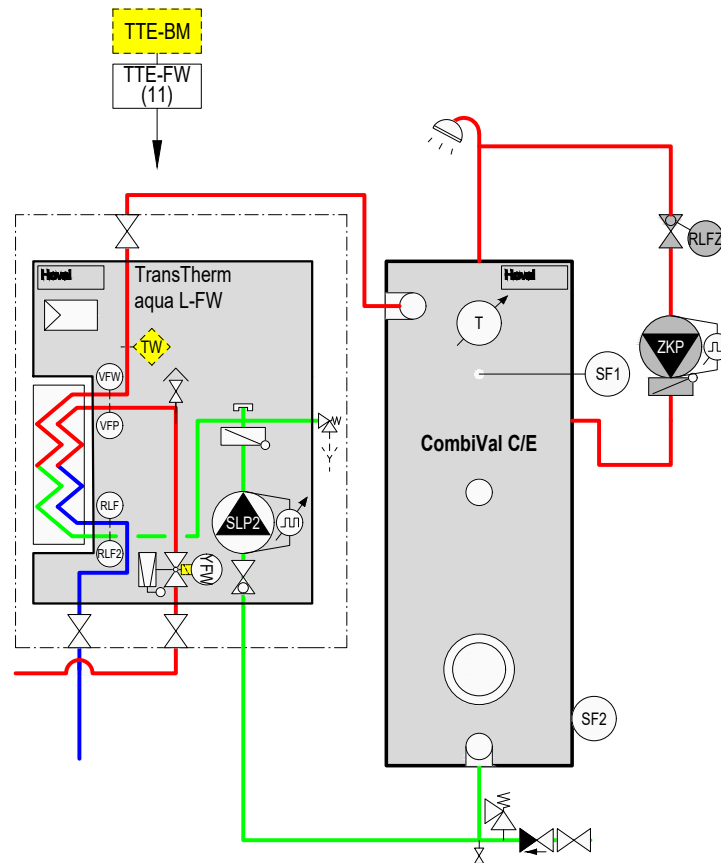 TTE-BM
TTE-FW
(11)
RLFZ
Hoval
TransTherm
aqua L-FW
Hoval
T
TW
ZKP
VFW
SF1
VFP
CombiVal C/E
RLF
SLP2
RLF2
YFW
SF2